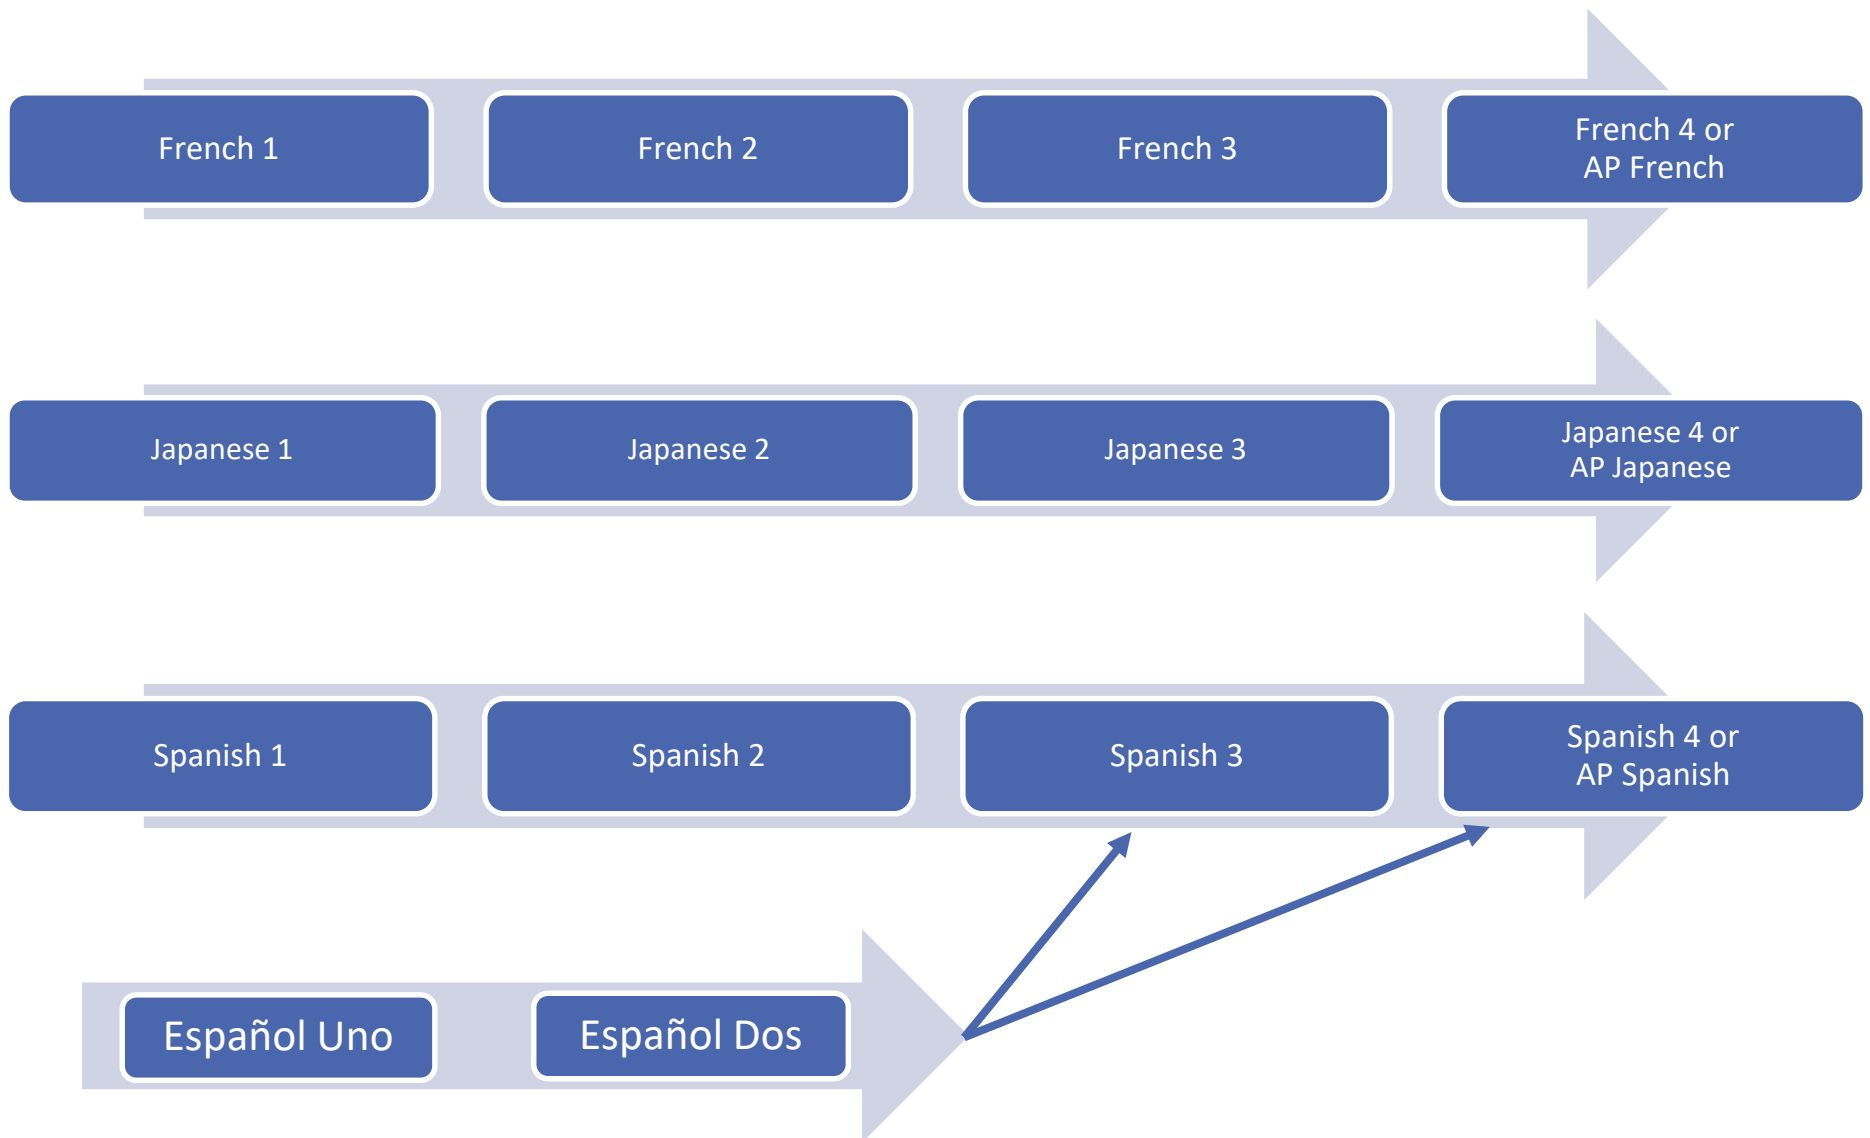 French 1
French 2
French 3
French 4 or
AP French
Japanese 1
Japanese 2
Japanese 3
Japanese 4 or
AP Japanese
Spanish 1
Spanish 2
Spanish 3
Spanish 4 or
AP Spanish
Español Uno
Español Dos